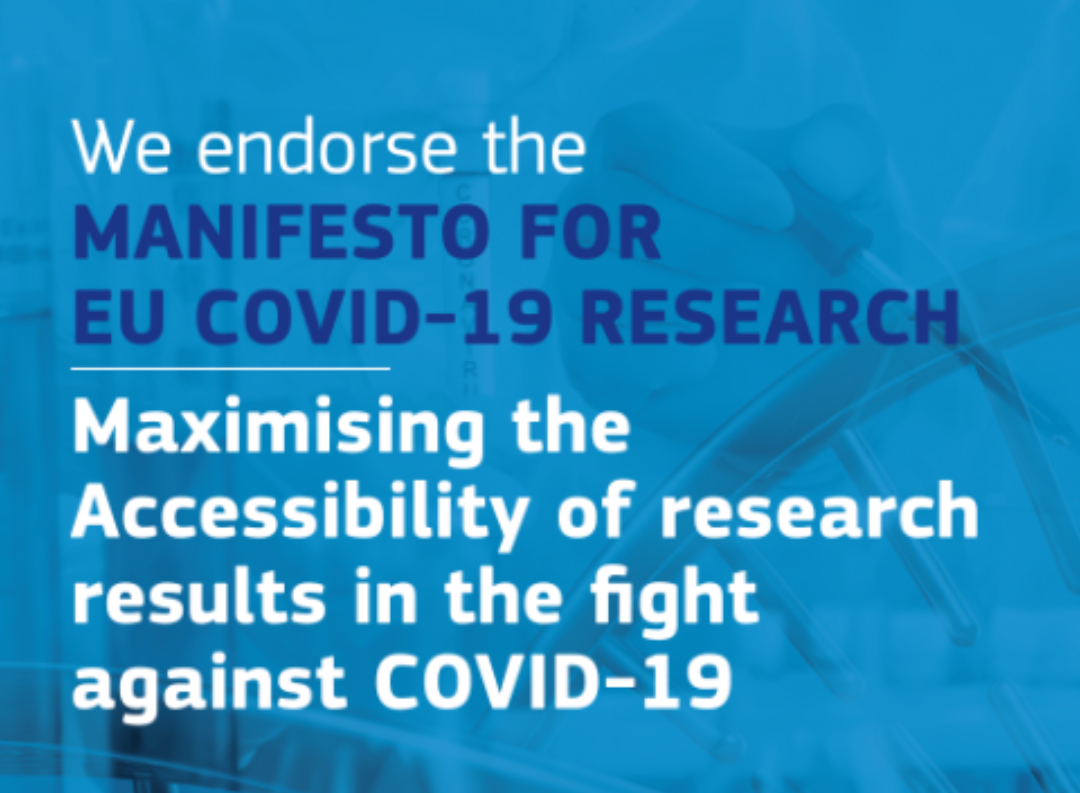 We endorse the
MANIFESTO FOR
EU COVID-19 RESEARCH
Maximising the
Accessibility of research
results in the fight
against COVID-19